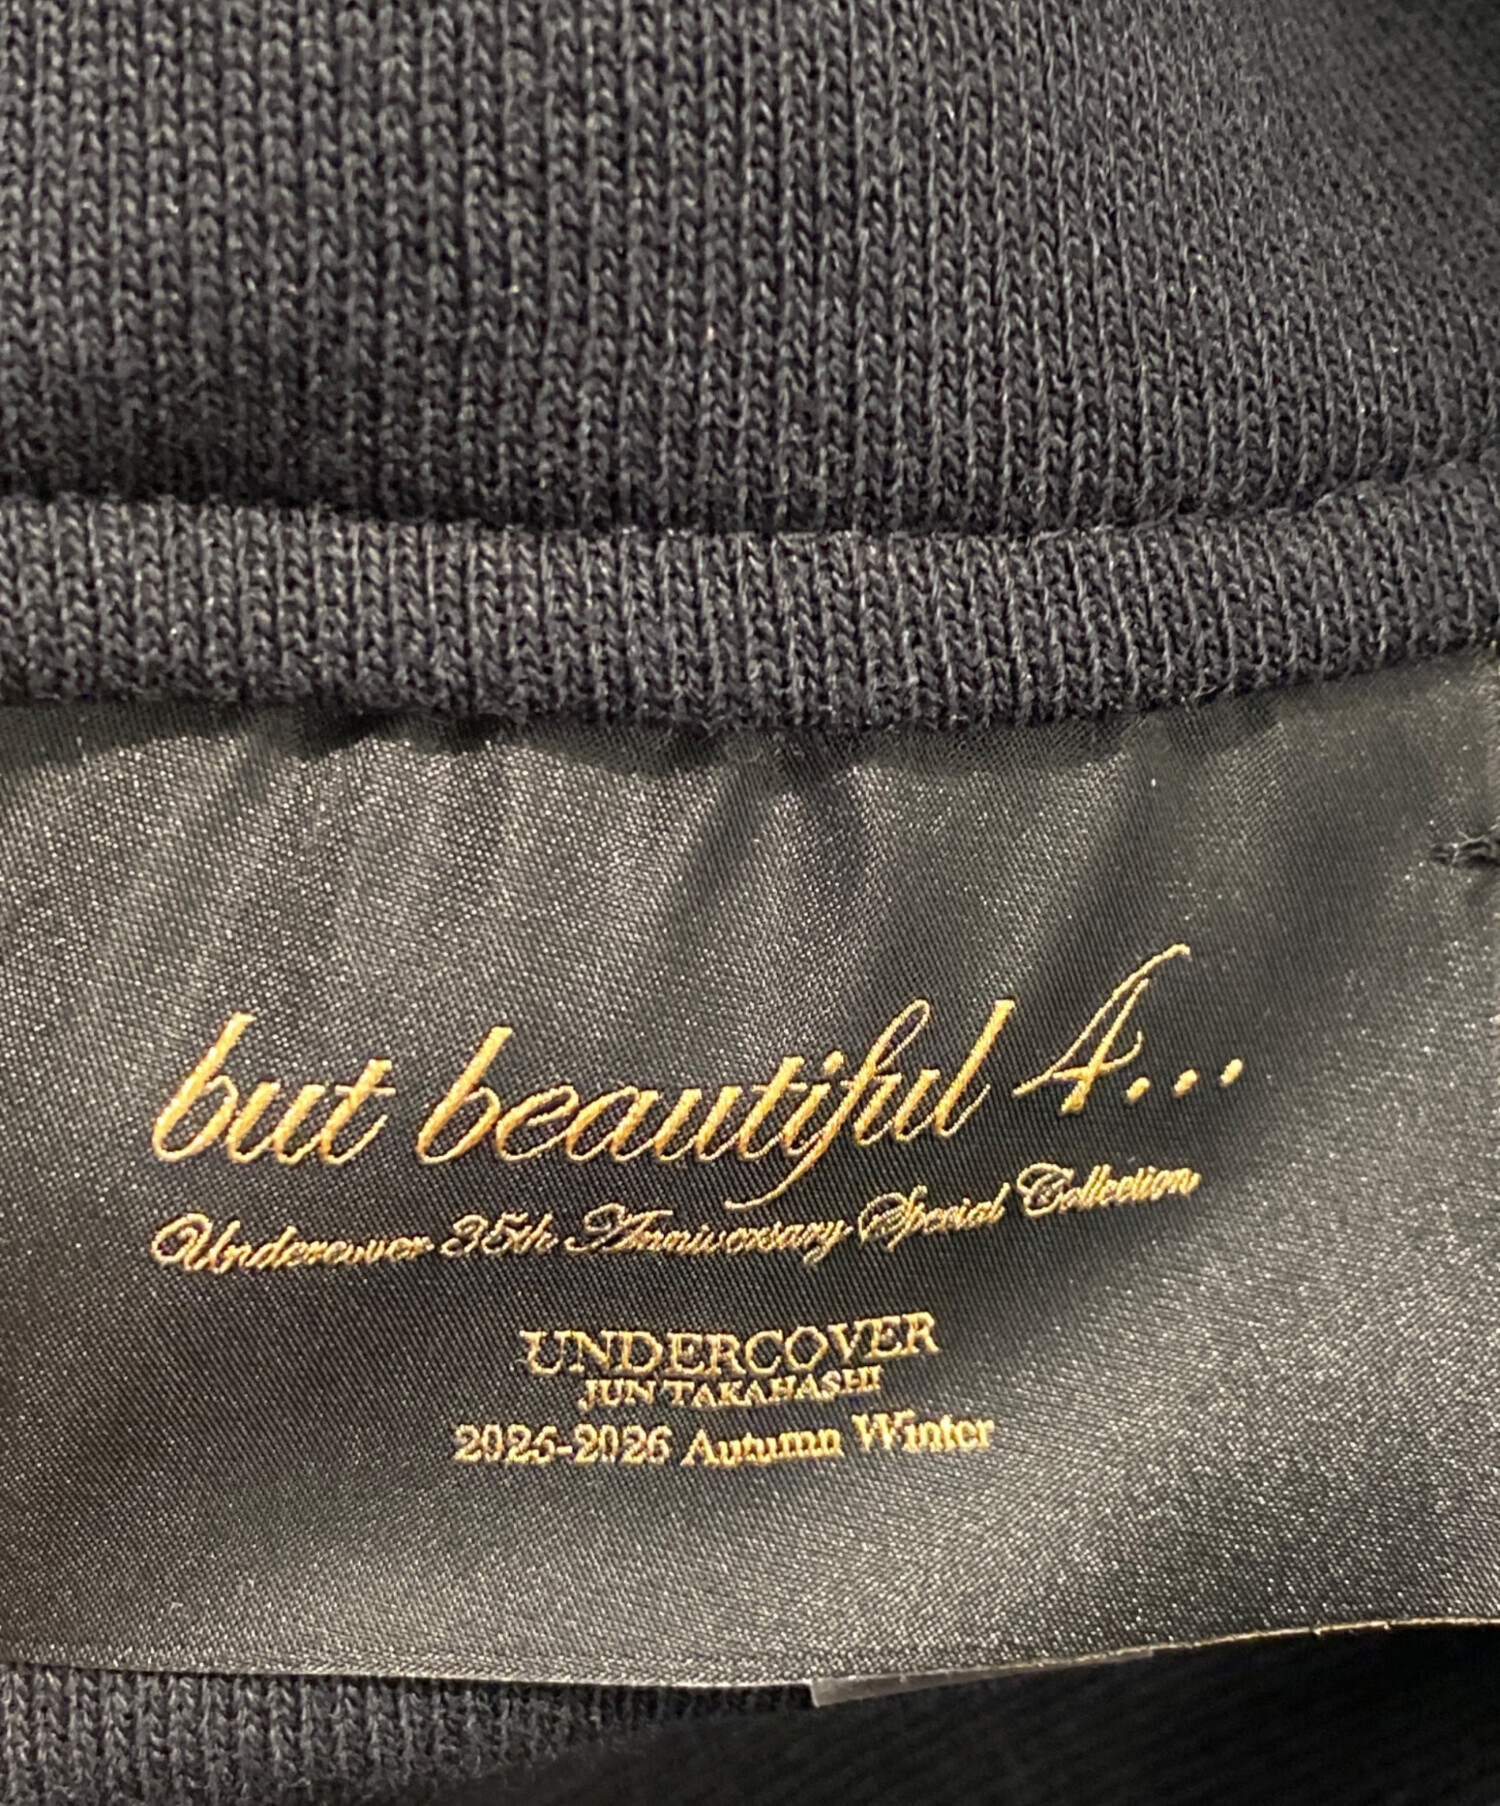 but beautiful 4...
Undercover 35th Anniversary Special Collection
UNDERCOVER
JUN TAKAHASHI
2025-2026 Autumn Winter